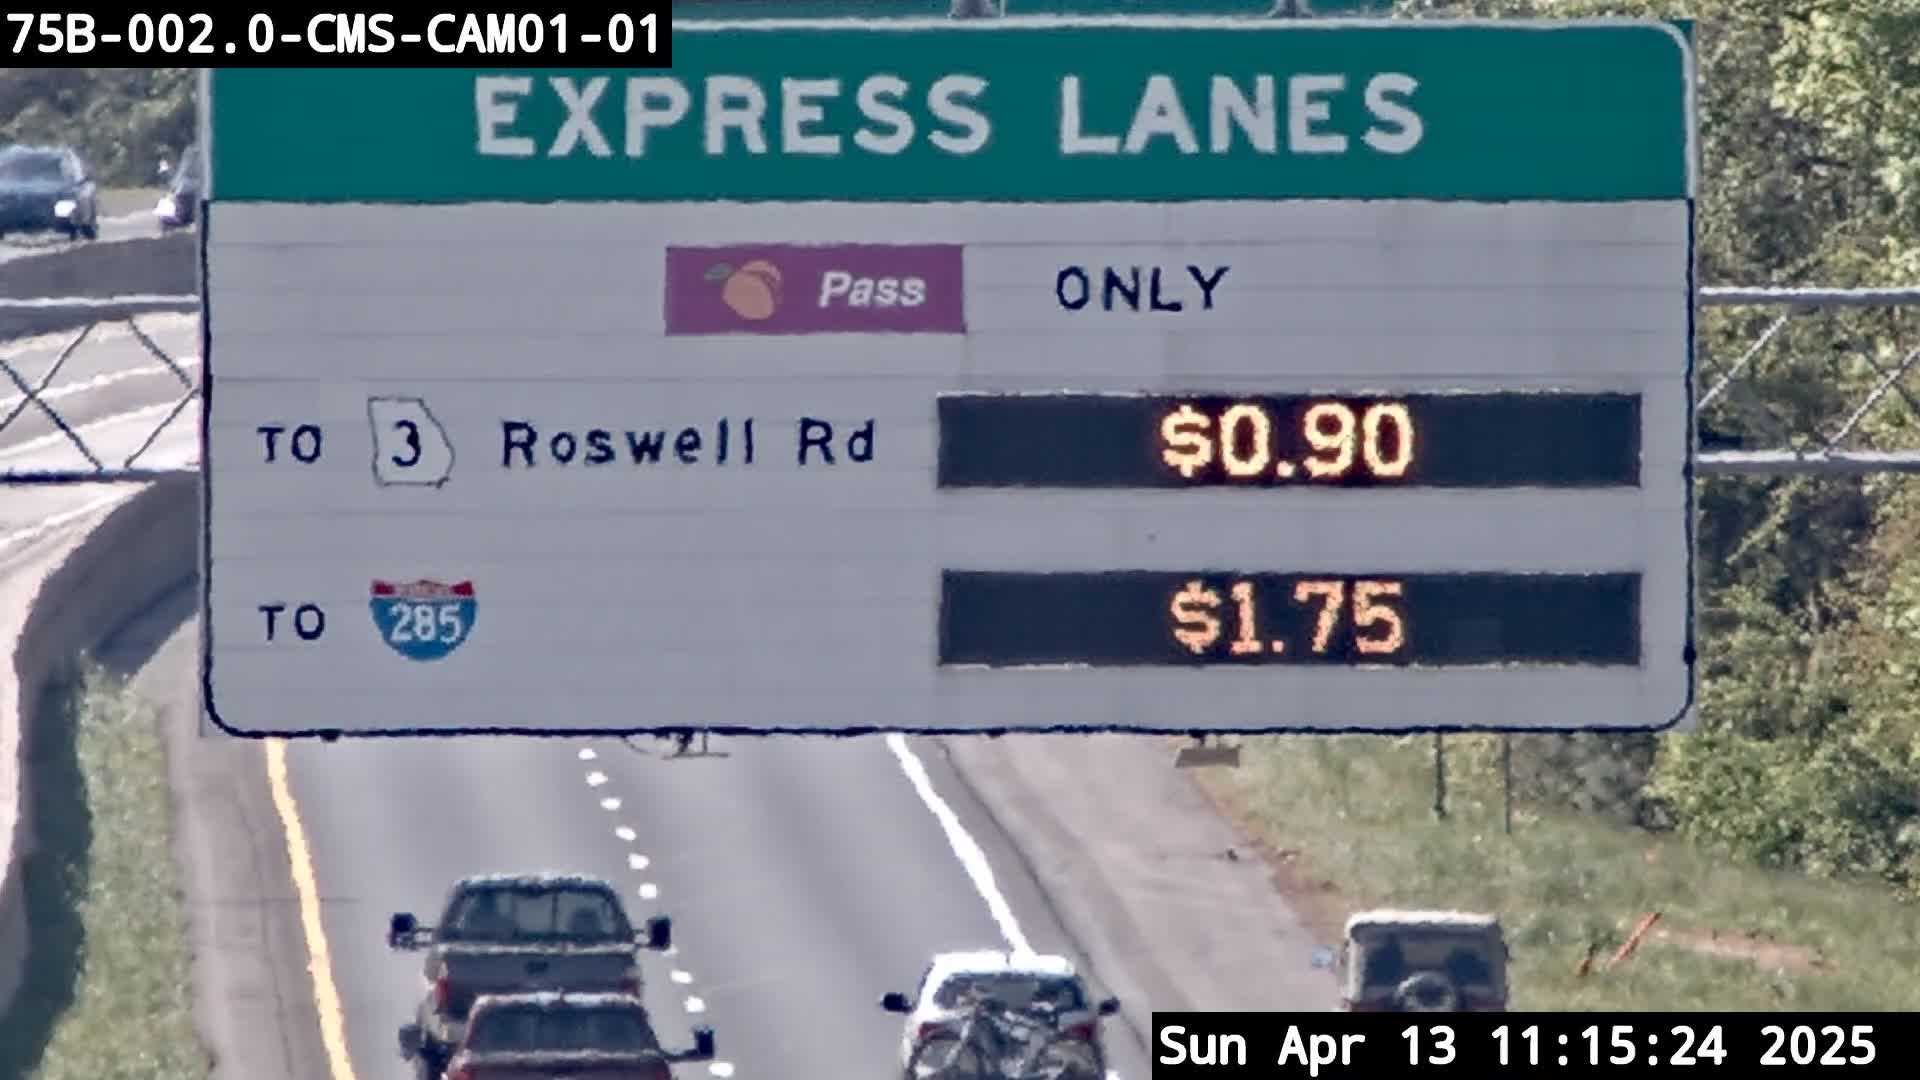 75B-002.0-CMS-CAM01-01
EXPRESS LANES
Pass ONLY
TO 3 Roswell Rd $0.90
TO 285 $1.75
Sun Apr 13 11:15:24 2025